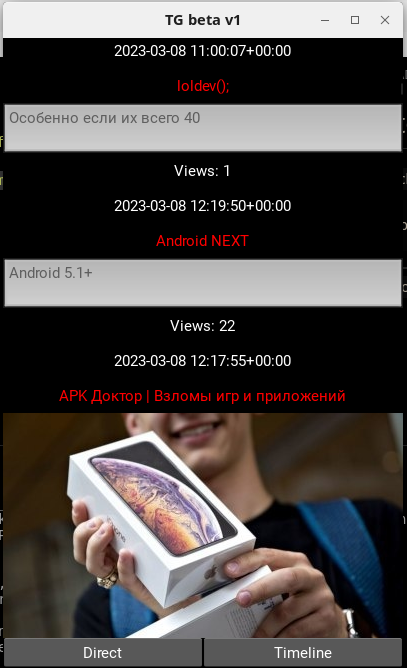 TG beta v1
2023-03-08 11:00:07+00:00
loldev();
Особенно если их всего 40
Views: 1
2023-03-08 12:19:50+00:00
Android NEXT
Android 5.1+
Views: 22
2023-03-08 12:17:55+00:00
АРК Доктор | Взломы игр и приложений
iPhone
Direct
Timeline